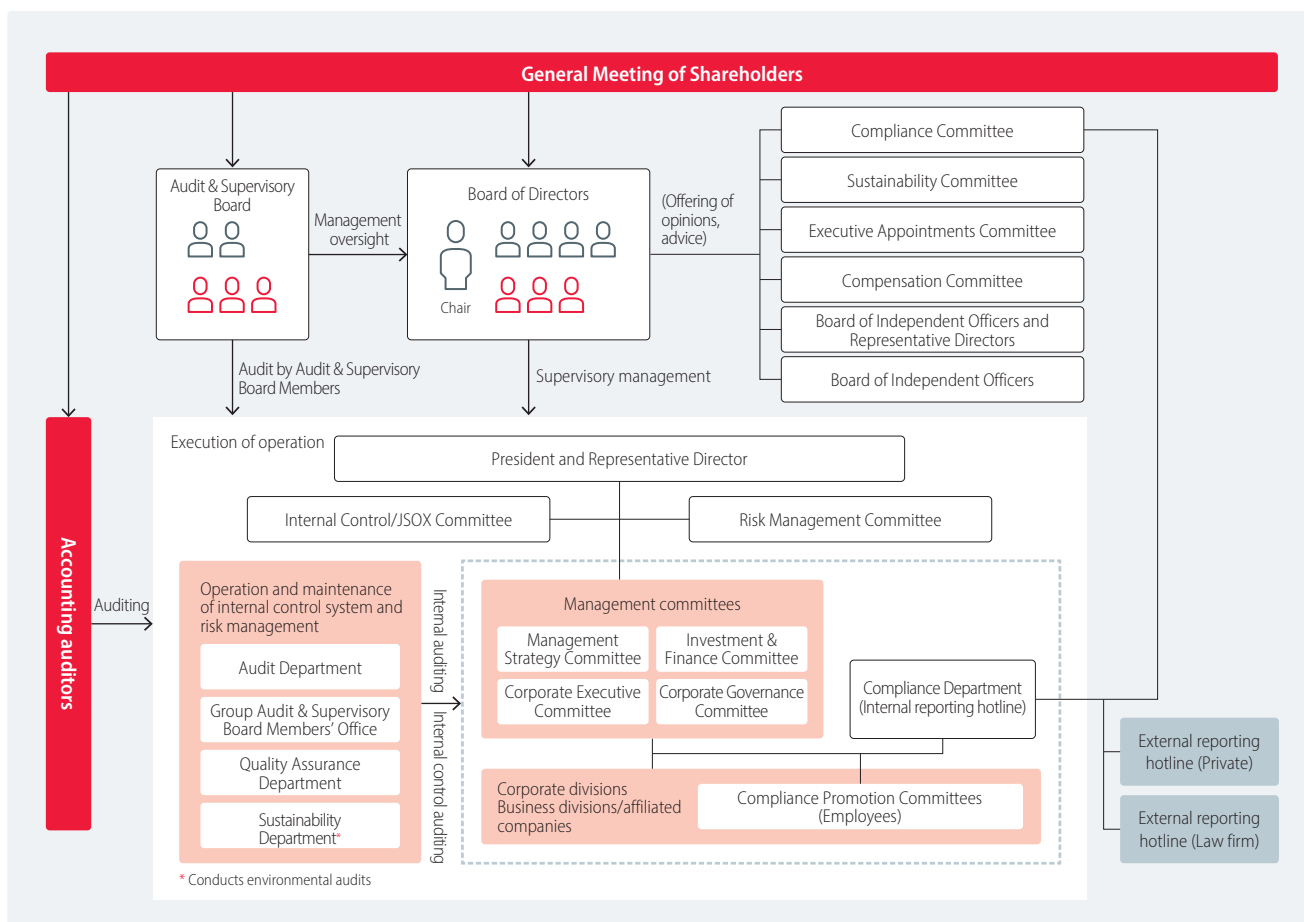 General Meeting of Shareholders
Audit & Supervisory
Board
Management
oversight
Board of Directors
Chair
(Offering of
opinions,
advice)
Compliance Committee
Sustainability Committee
Executive Appointments Committee
Compensation Committee
Board of Independent Officers and
Representative Directors
Board of Independent Officers
Audit by Audit & Supervisory
Board Members
Supervisory management
Accounting auditors
Auditing
Execution of operation
President and Representative Director
Internal Control/JSOX Committee
Risk Management Committee
Operation and maintenance
of internal control system and
risk management
Audit Department
Group Audit & Supervisory
Board Members' Office
Quality Assurance
Department
Sustainability
Department*
* Conducts environmental audits
Internal auditing
Internal control auditing
Management committees
Management
Strategy Committee
Investment &
Finance Committee
Corporate Executive
Committee
Corporate Governance
Committee
Compliance Department
(Internal reporting hotline)
Corporate divisions
Business divisions/affiliated
companies
Compliance Promotion Committees
(Employees)
External reporting
hotline (Private)
External reporting
hotline (Law firm)